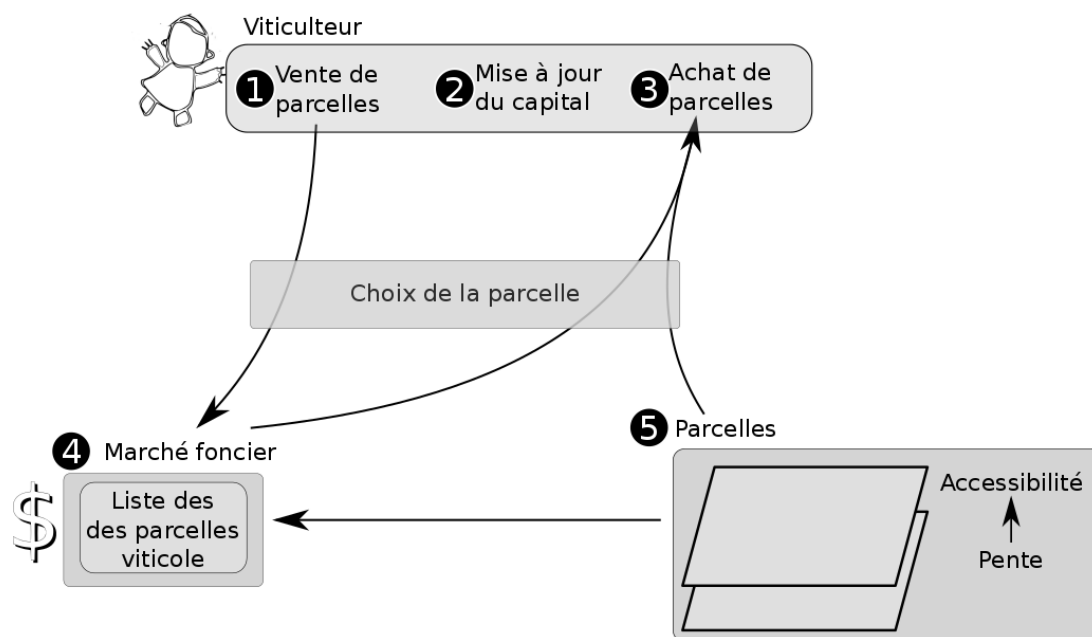 Viticulteur
1 Vente de
parcelles
2 Mise à jour
du capital
3 Achat de
parcelles
Choix de la parcelle
4 Marché foncier
$
Liste des
des parcelles
viticole
5 Parcelles
Accessibilité
Pente